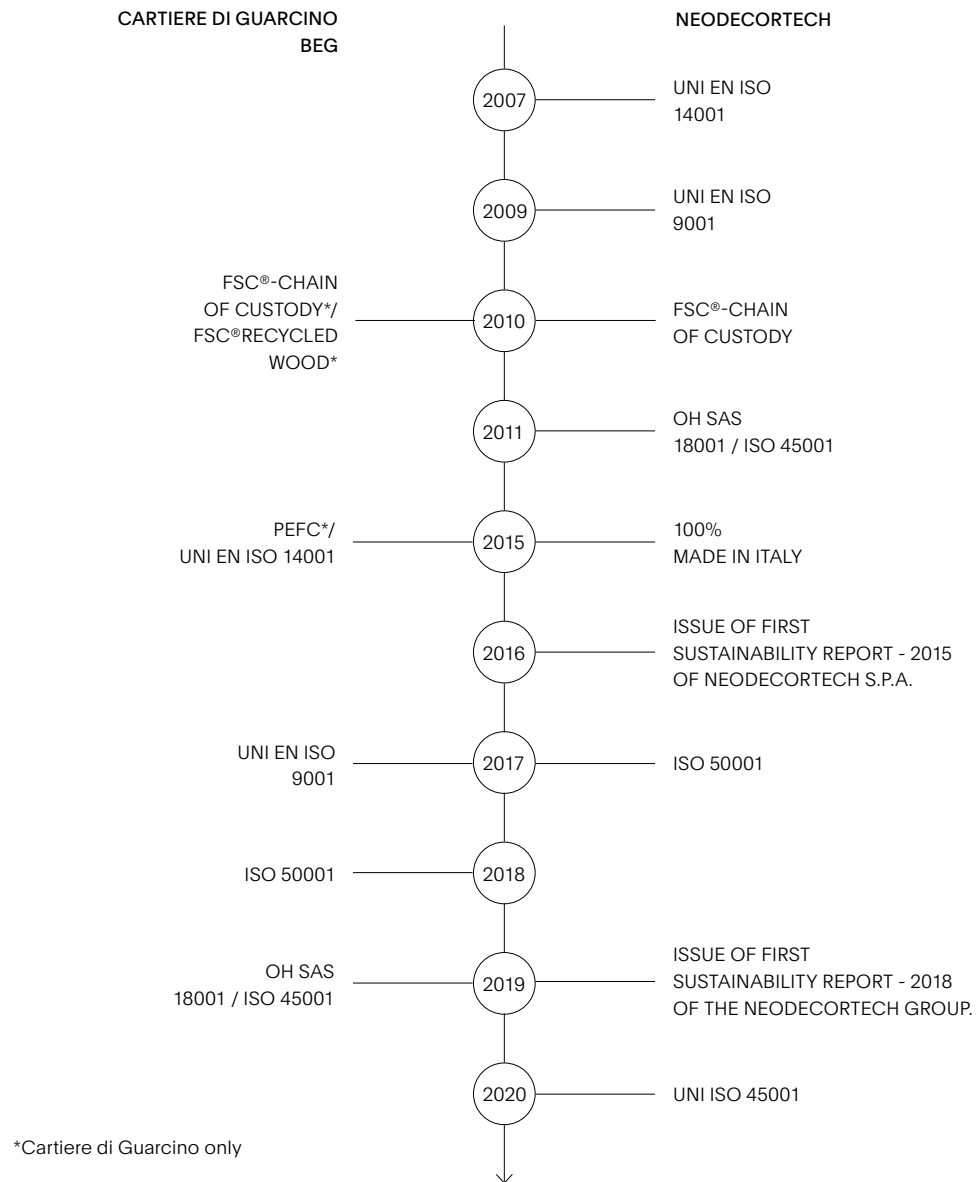 CARTIERE DI GUARCINO
BEG
NEODECORTECH
2007
UNI EN ISO
14001
2009
UNI EN ISO
9001
FSC®-CHAIN
OF CUSTODY*/
FSC®RECYCLED
WOOD*
2010
FSC®-CHAIN
OF CUSTODY
2011
OH SAS
18001 / ISO 45001
PEFC*/
UNI EN ISO 14001
2015
100%
MADE IN ITALY
2016
ISSUE OF FIRST
SUSTAINABILITY REPORT - 2015
OF NEODECORTECH S.P.A.
UNI EN ISO
9001
2017
ISO 50001
ISO 50001
2018
OH SAS
18001 / ISO 45001
2019
ISSUE OF FIRST
SUSTAINABILITY REPORT - 2018
OF THE NEODECORTECH GROUP.
2020
UNI ISO 45001
*Cartiere di Guarcino only